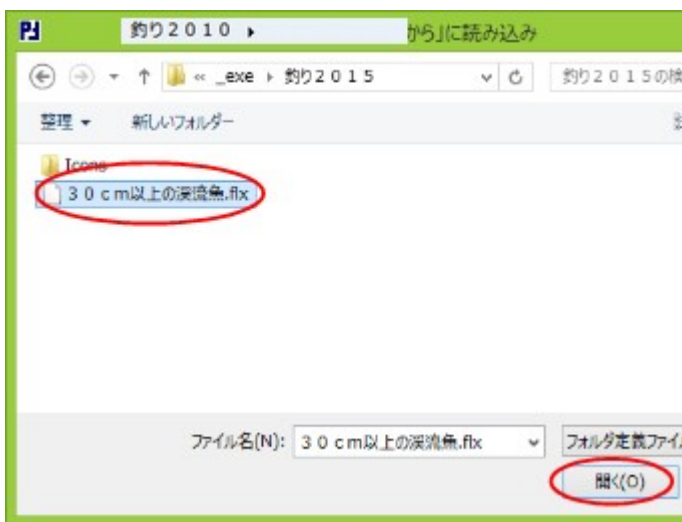 釣り2010 ▸ から」に読み込み
« _exe ▸ 釣り2015
釣り2015の検
整理 ▾ 新しいフォルダー
Icons
30cm以上の渓流魚.flx
ファイル名(N): 30cm以上の渓流魚.flx
フォルダ定義ファイル
開く(O)